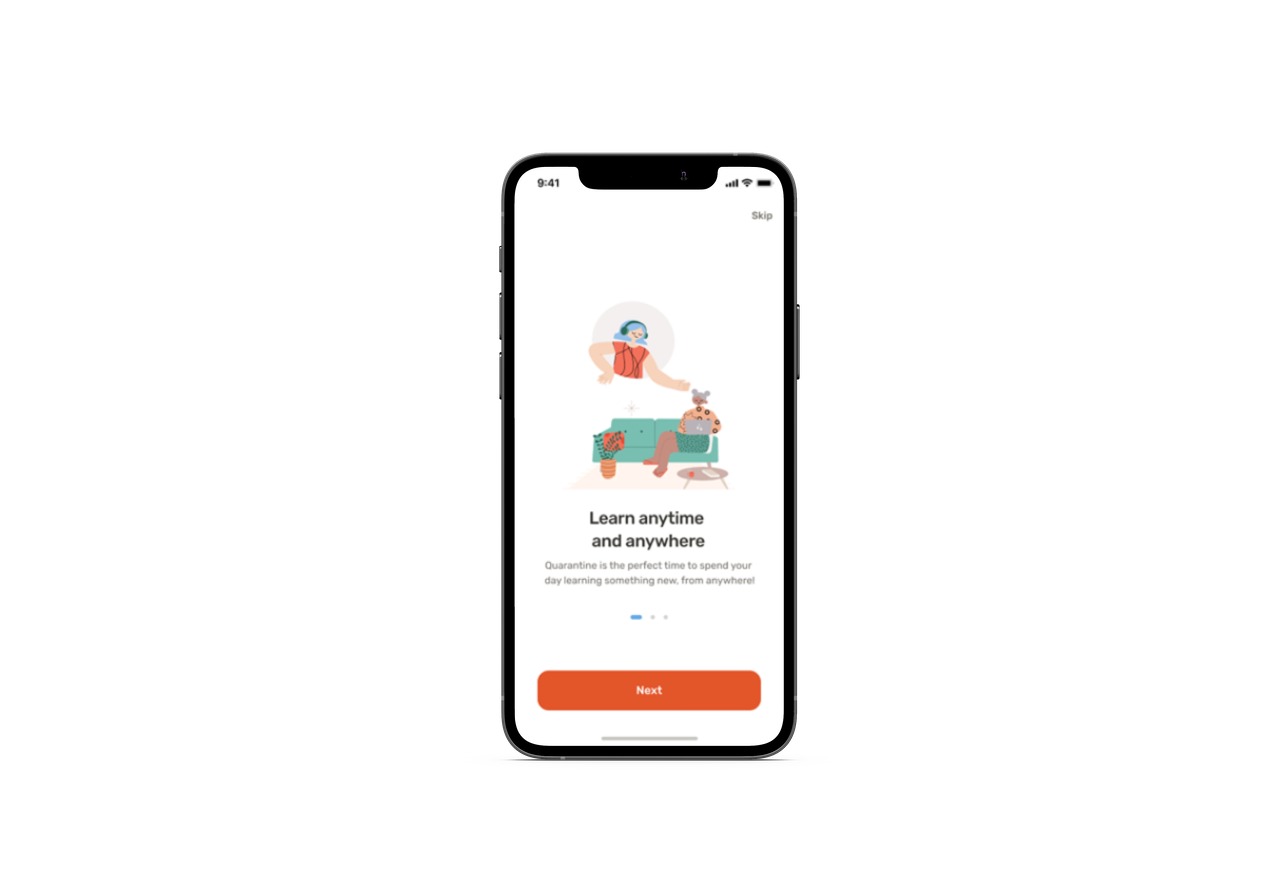 9:41
Skip
Learn anytime
and anywhere
Quarantine is the perfect time to spend your
day learning something new, from anywhere!
Next